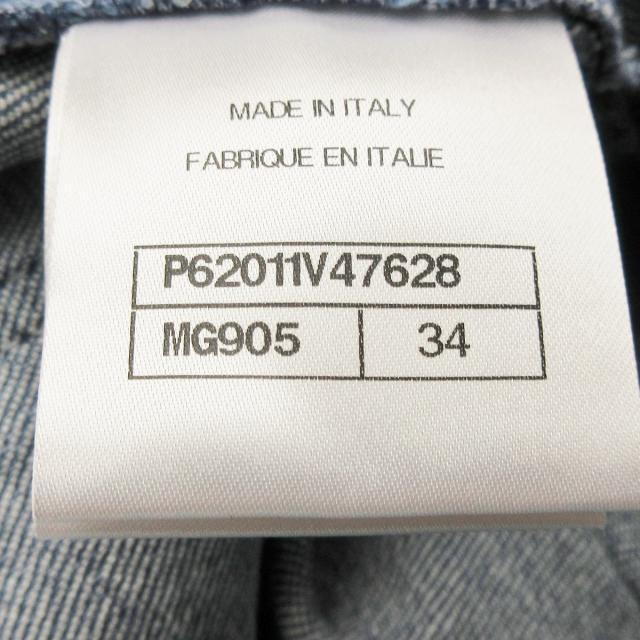 MADE IN ITALY
FABRIQUE EN ITALIE
P62011V47628
MG905 34